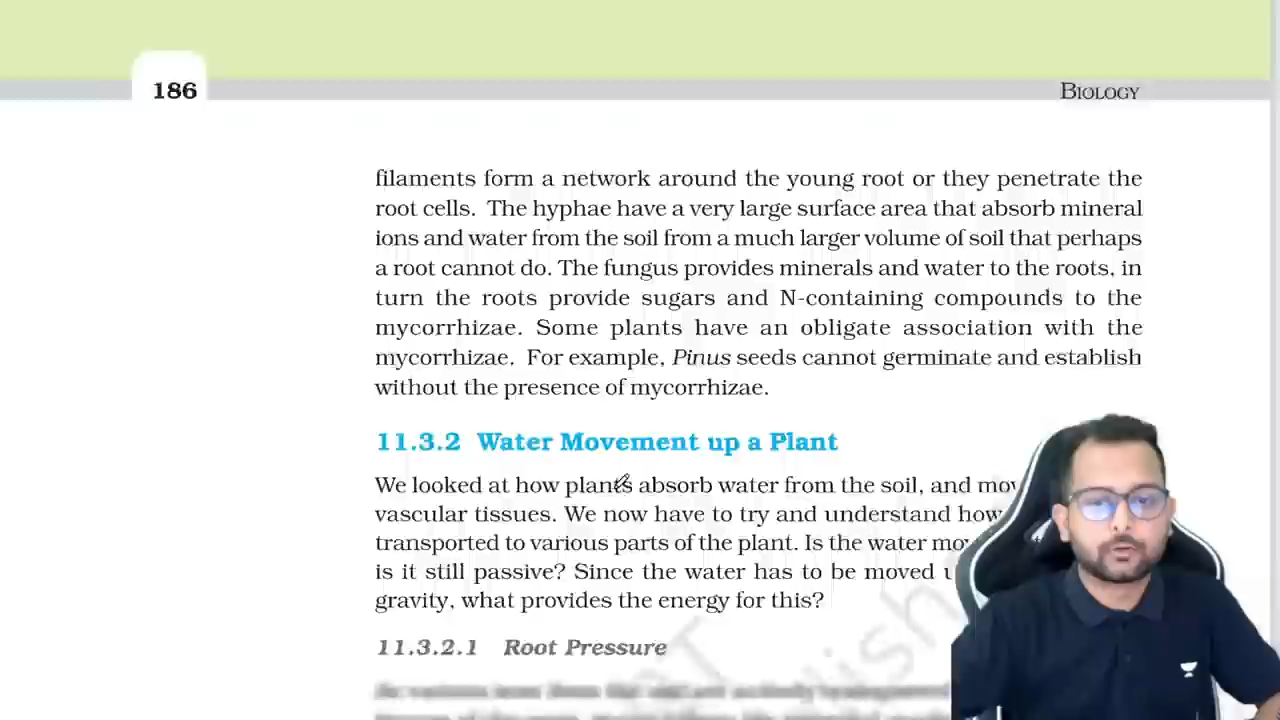 186
BIOLOGY
filaments form a network around the young root or they penetrate the
root cells. The hyphae have a very large surface area that absorb mineral
ions and water from the soil from a much larger volume of soil that perhaps
a root cannot do. The fungus provides minerals and water to the roots, in
turn the roots provide sugars and N-containing compounds to the
mycorrhizae. Some plants have an obligate association with the
mycorrhizae. For example, Pinus seeds cannot germinate and establish
without the presence of mycorrhizae.
11.3.2 Water Movement up a Plant
We looked at how plants absorb water from the soil, and
vascular tissues. We now have to try and understand how
transported to various parts of the plant. Is the water
is it still passive? Since the water has to be moved
gravity, what provides the energy for this?
11.3.2.1 Root Pressure